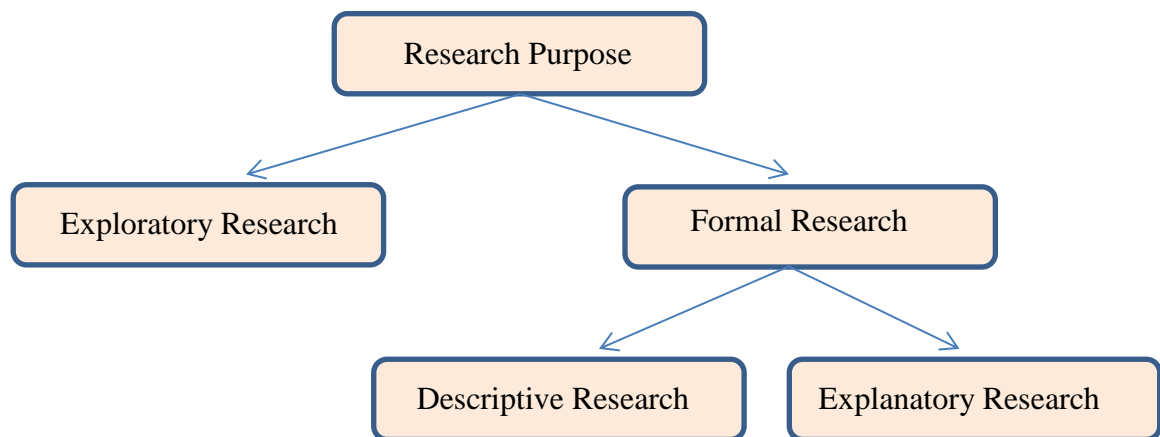 Research Purpose
Exploratory Research
Formal Research
Descriptive Research
Explanatory Research